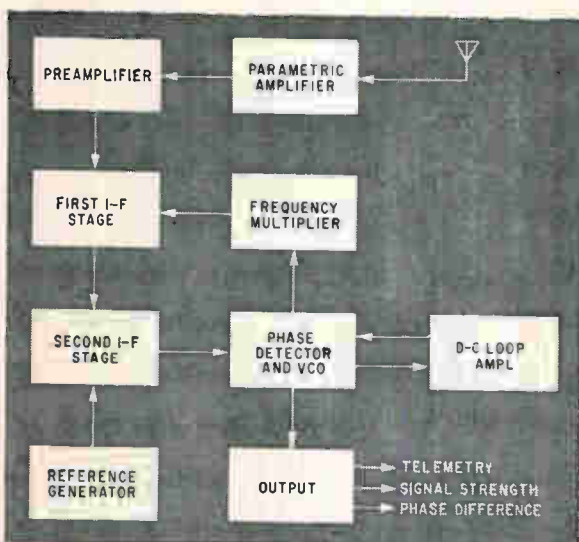 PREAMPLIFIER
PARAMETRIC
AMPLIFIER
FIRST I-F
STAGE
FREQUENCY
MULTIPLIER
SECOND I-F
STAGE
PHASE
DETECTOR
AND VCO
D-C LOOP
AMPL
REFERENCE
GENERATOR
OUTPUT
TELEMETRY
SIGNAL STRENGTH
PHASE DIFFERENCE